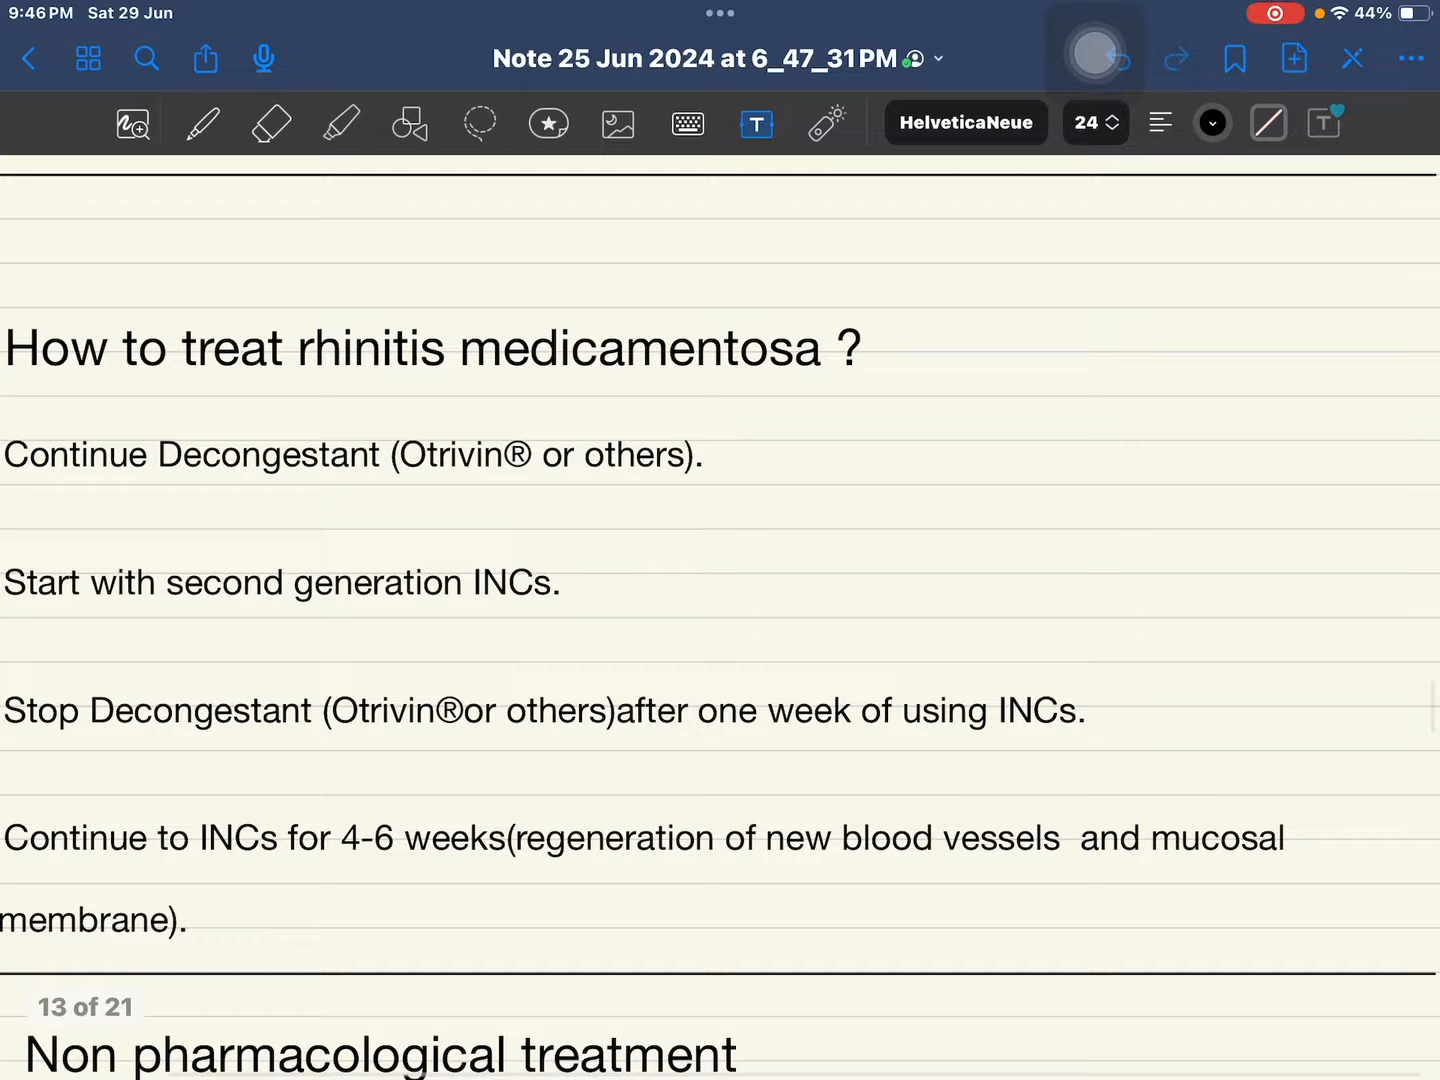 9:46 PM Sat 29 Jun
44%
Note 25 Jun 2024 at 6_47_31 PM
T HelveticaNeue 24 T
How to treat rhinitis medicamentosa ?
Continue Decongestant (Otrivin® or others).
Start with second generation INCs.
Stop Decongestant (Otrivin®or others)after one week of using INCs.
Continue to INCs for 4-6 weeks(regeneration of new blood vessels  and mucosal
membrane).
13 of 21
Non pharmacological treatment